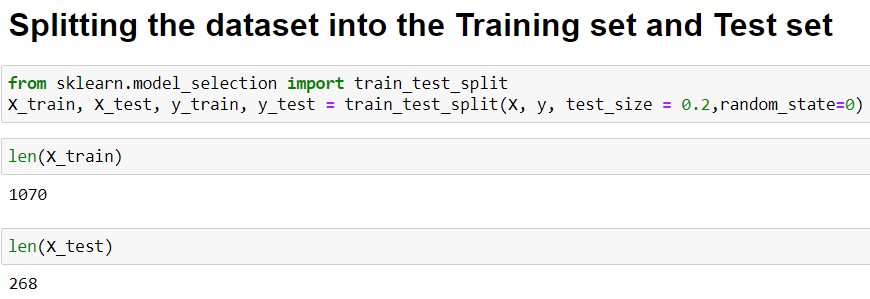 Splitting the dataset into the Training set and Test set
from sklearn.model_selection import train_test_split
X_train, X_test, y_train, y_test = train_test_split(X, y, test_size = 0.2,random_state=0)
len(X_train)
1070
len(X_test)
268